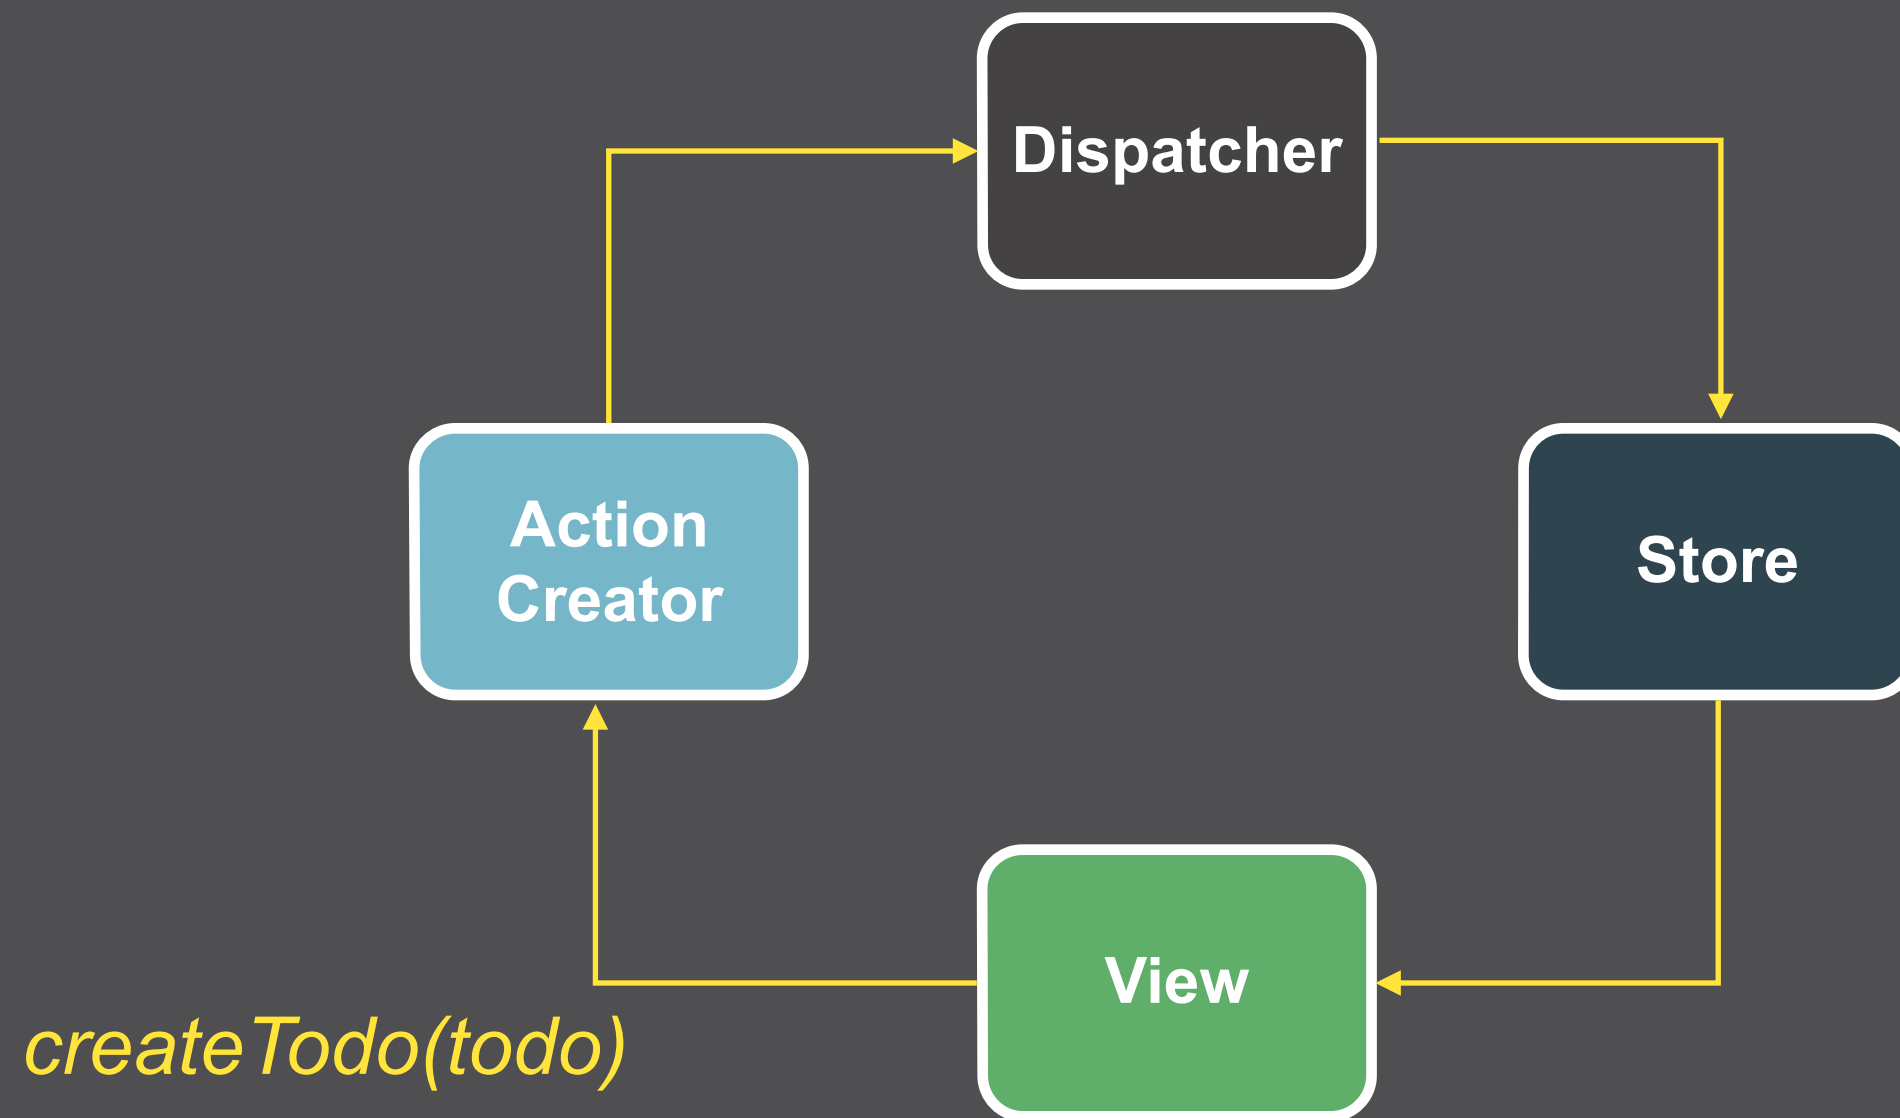 Dispatcher
Action
Creator
Store
View
createTodo(todo)